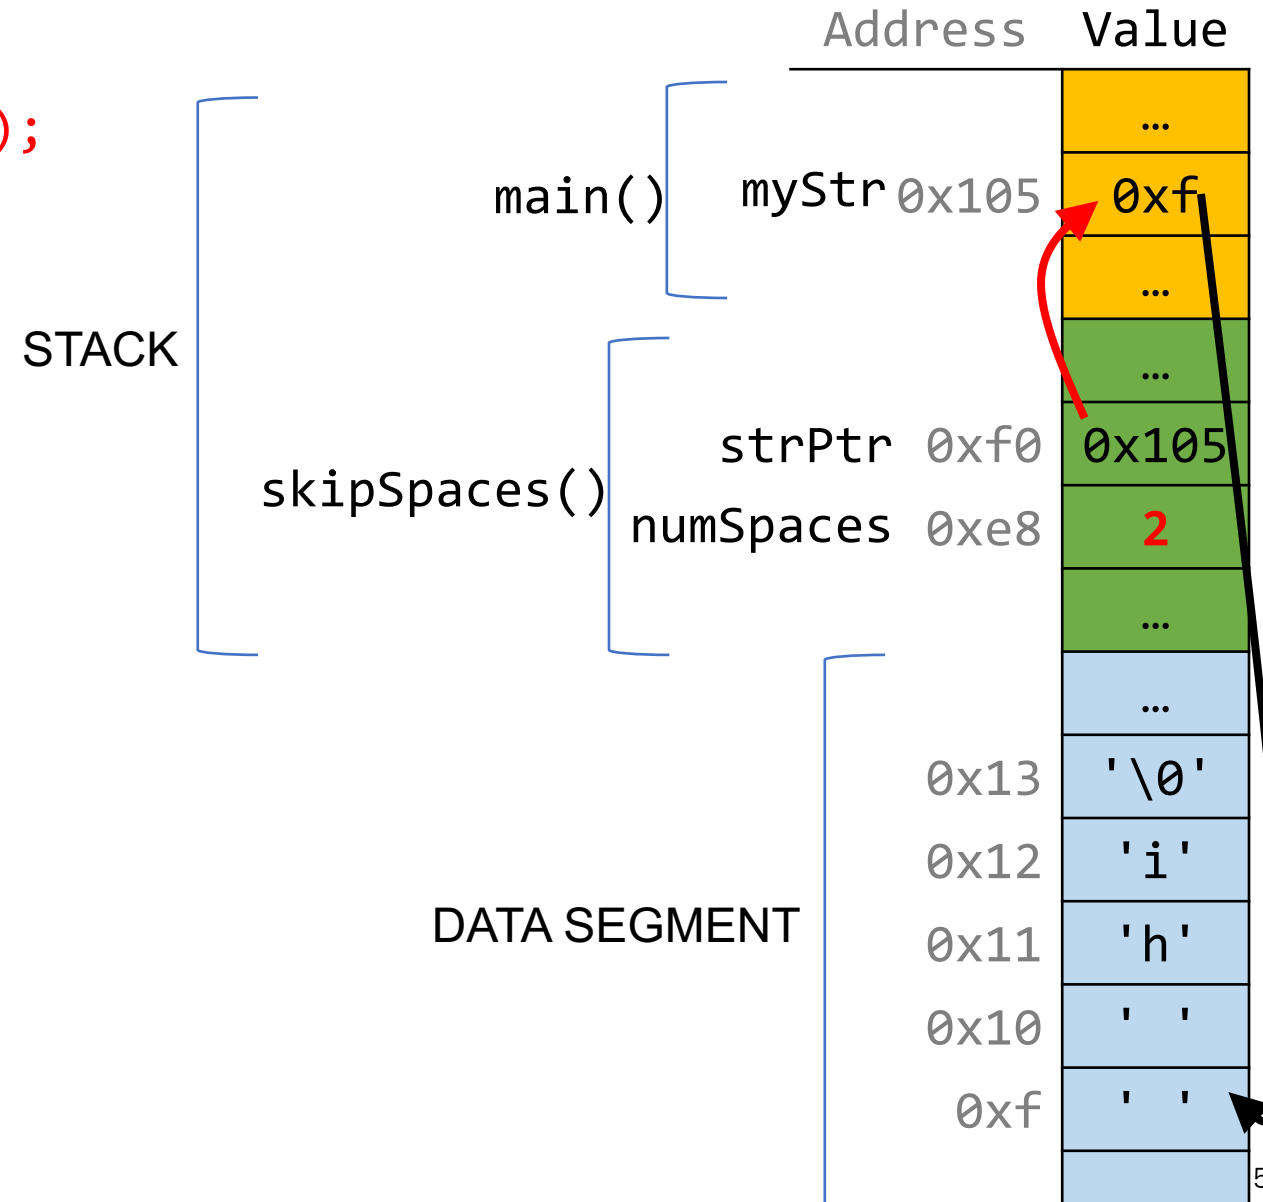 Address Value
);
…
main() myStr 0x105 0xf
…
STACK
…
strPtr 0xf0 0x105
skipSpaces()
numSpaces 0xe8 2
…
…
0x13 '\0'
0x12 'i'
DATA SEGMENT
0x11 'h'
0x10 ' '
0xf ' '
5